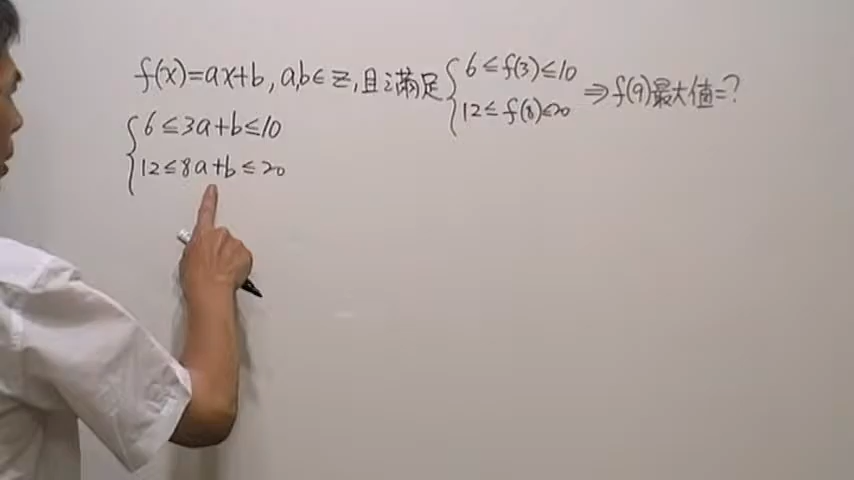 f(x)=ax+b, a,b∈Z, 且滿足 { 6≤f(3)≤10
12≤f(8)≤20 ⇒ f(9)最大值=?
{ 6≤3a+b≤10
12≤8a+b≤20